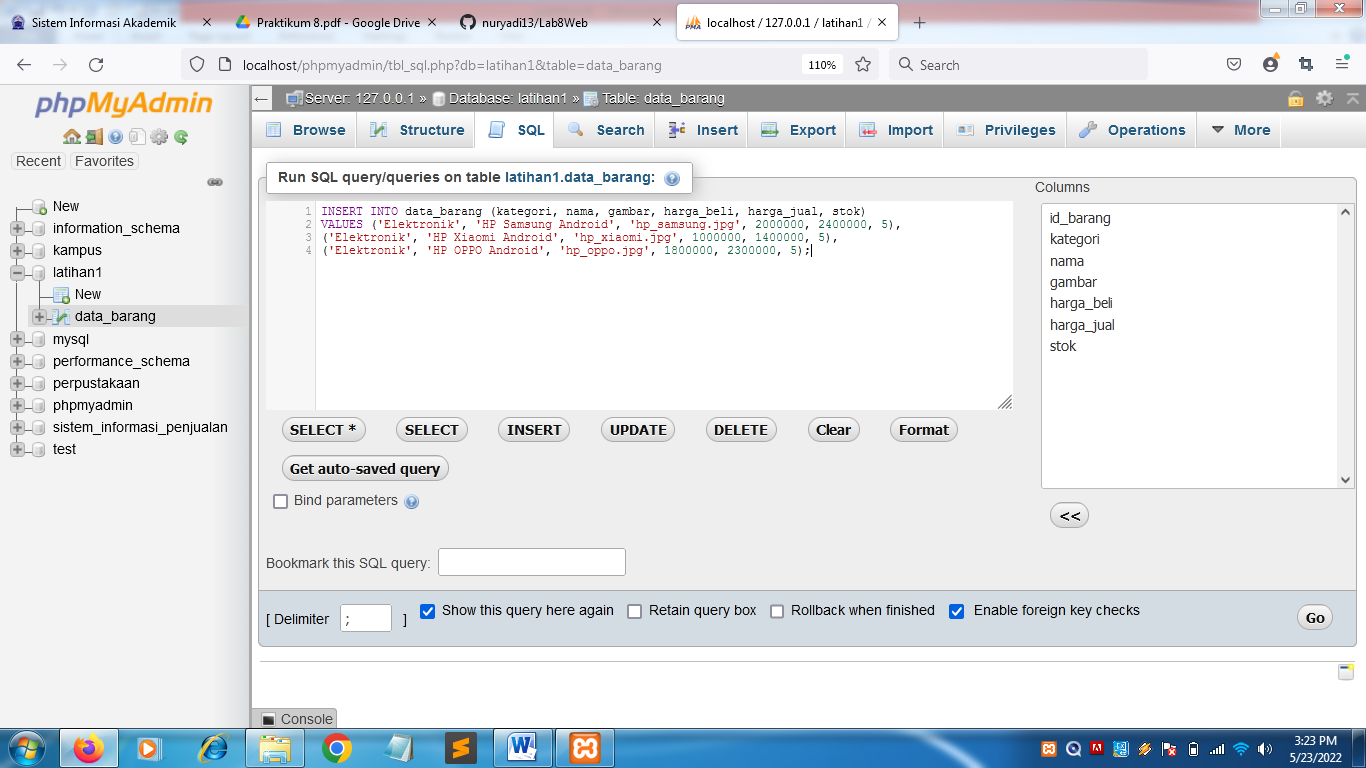 Sistem Informasi Akademik
Praktikum 8.pdf - Google Drive
nuryadi13/Lab8Web
localhost / 127.0.0.1 / latihan1 /
localhost/phpmyadmin/tbl_sql.php?db=latihan1&table=data_barang
110%
Search
phpMyAdmin
Recent
Favorites
New
information_schema
kampus
latihan1
New
data_barang
mysql
performance_schema
perpustakaan
phpmyadmin
sistem_informasi_penjualan
test
Server: 127.0.0.1 » Database: latihan1 » Table: data_barang
Browse
Structure
SQL
Search
Insert
Export
Import
Privileges
Operations
More
Run SQL query/queries on table latihan1.data_barang:
1 INSERT INTO data_barang (kategori, nama, gambar, harga_beli, harga_jual, stok)
2 VALUES ('Elektronik', 'HP Samsung Android', 'hp_samsung.jpg', 2000000, 2400000, 5),
3 ('Elektronik', 'HP Xiaomi Android', 'hp_xiaomi.jpg', 1000000, 1400000, 5),
4 ('Elektronik', 'HP OPPO Android', 'hp_oppo.jpg', 1800000, 2300000, 5);
Columns
id_barang
kategori
nama
gambar
harga_beli
harga_jual
stok
<<
SELECT *
SELECT
INSERT
UPDATE
DELETE
Clear
Format
Get auto-saved query
Bind parameters
Bookmark this SQL query:
[ Delimiter ; ]
Show this query here again
Retain query box
Rollback when finished
Enable foreign key checks
Go
Console
3:23 PM
5/23/2022